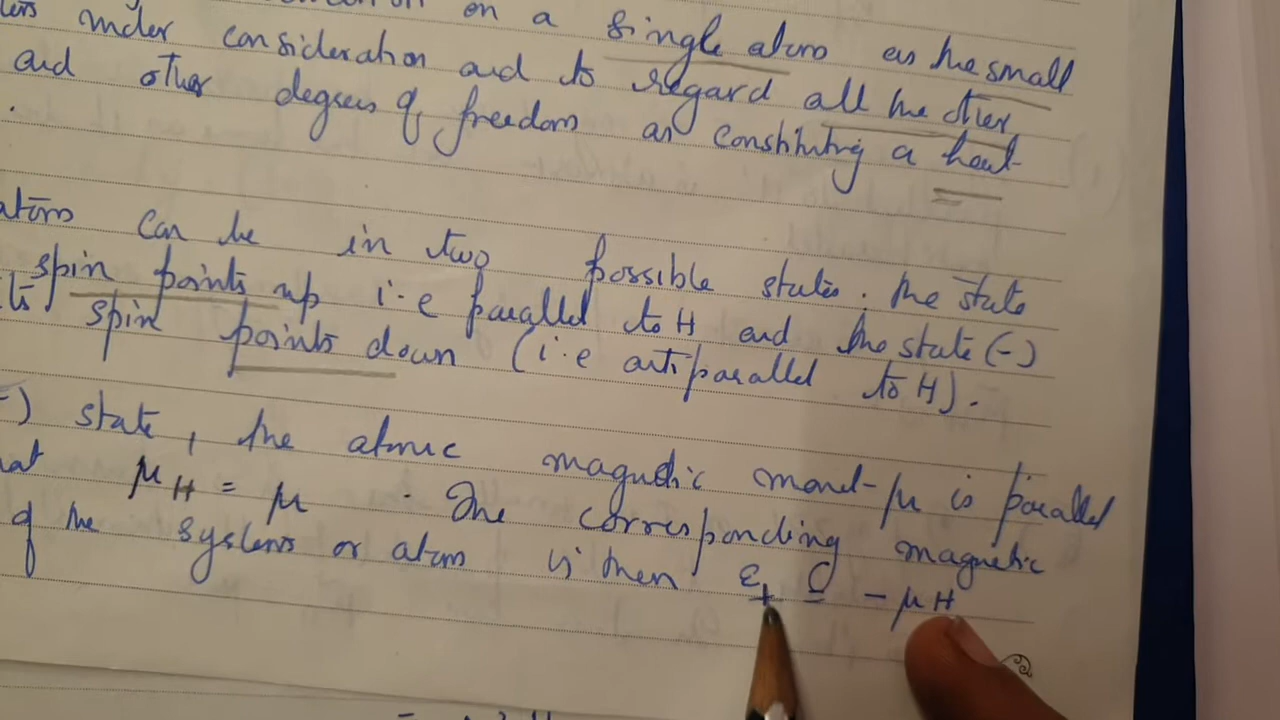 on a single atom as the small
under consideration and to regard all the other
and other degrees of freedom as constituting a heat
.
atom can be in two possible states. The state
its spin points up i.e parallel to H and the state (-)
spin points down (i.e antiparallel to H).
) state, the atomic magnetic moment μ is parallel
μH = μ . The corresponding magnetic
of the system or atom is then ε+ = - μH